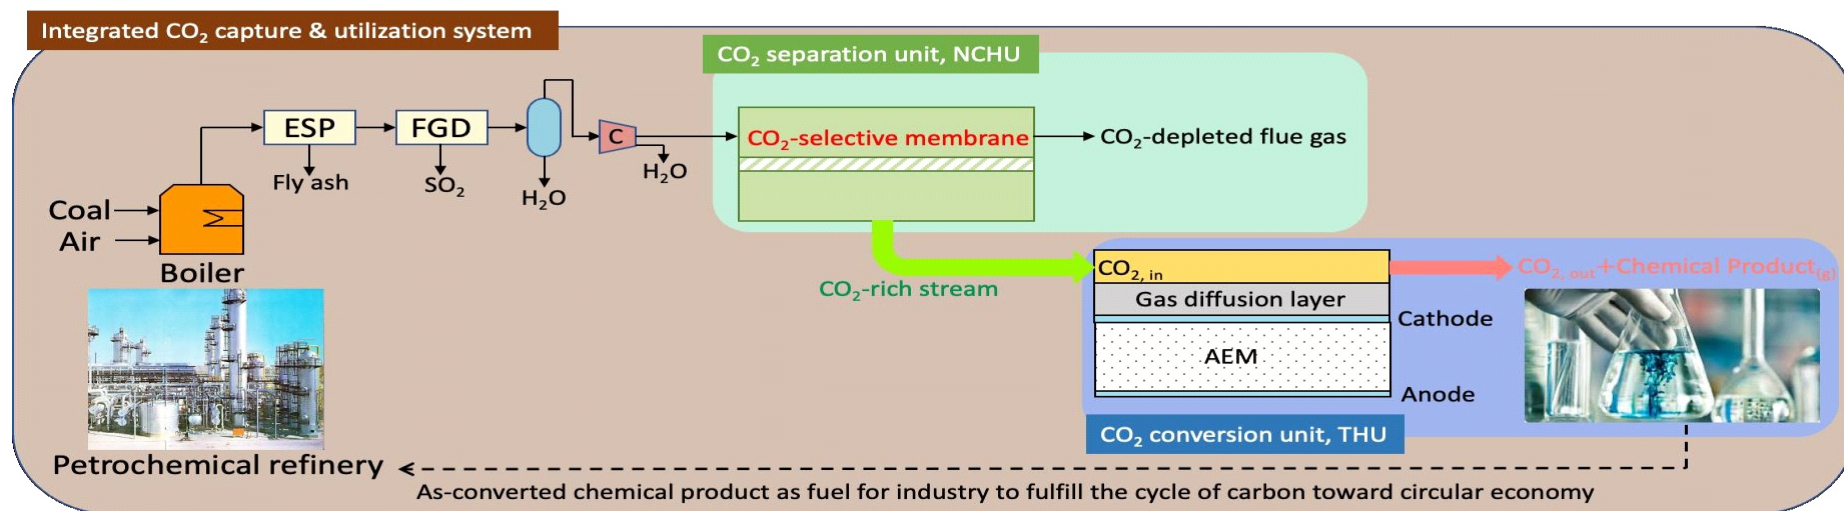 Integrated CO₂ capture & utilization system
CO₂ separation unit, NCHU
ESP
FGD
C
CO₂-selective membrane
CO₂-depleted flue gas
Fly ash
SO₂
H₂O
H₂O
Coal
Air
Boiler
CO₂-rich stream
CO₂, in
CO₂, out+Chemical Product(g)
Gas diffusion layer
Cathode
AEM
Anode
CO₂ conversion unit, THU
Petrochemical refinery
As-converted chemical product as fuel for industry to fulfill the cycle of carbon toward circular economy